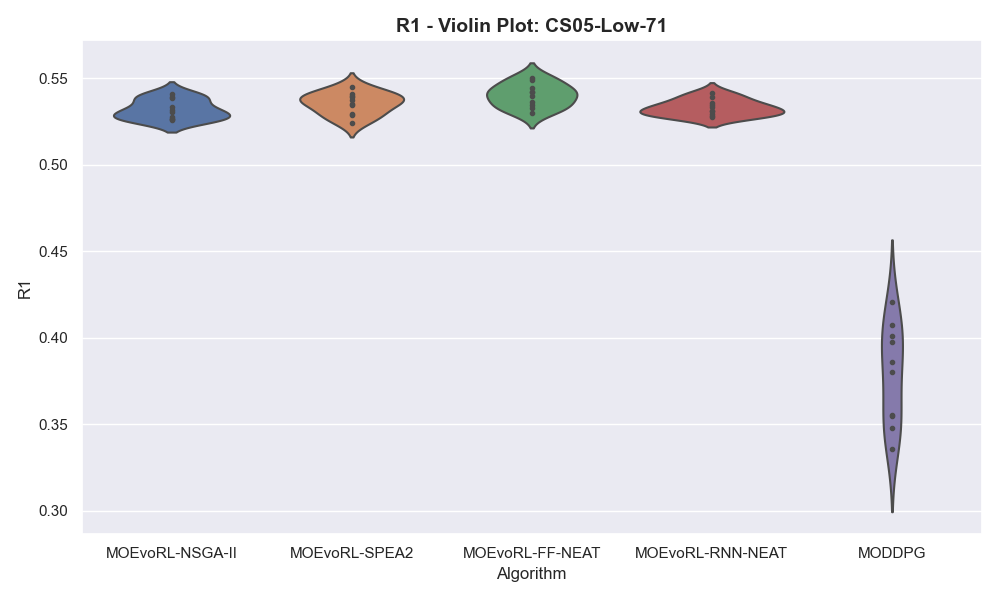 R1 - Violin Plot: CS05-Low-71
R1
0.55
0.50
0.45
0.40
0.35
0.30
MOEvoRL-NSGA-II
MOEvoRL-SPEA2
MOEvoRL-FF-NEAT
MOEvoRL-RNN-NEAT
MODDPG
Algorithm